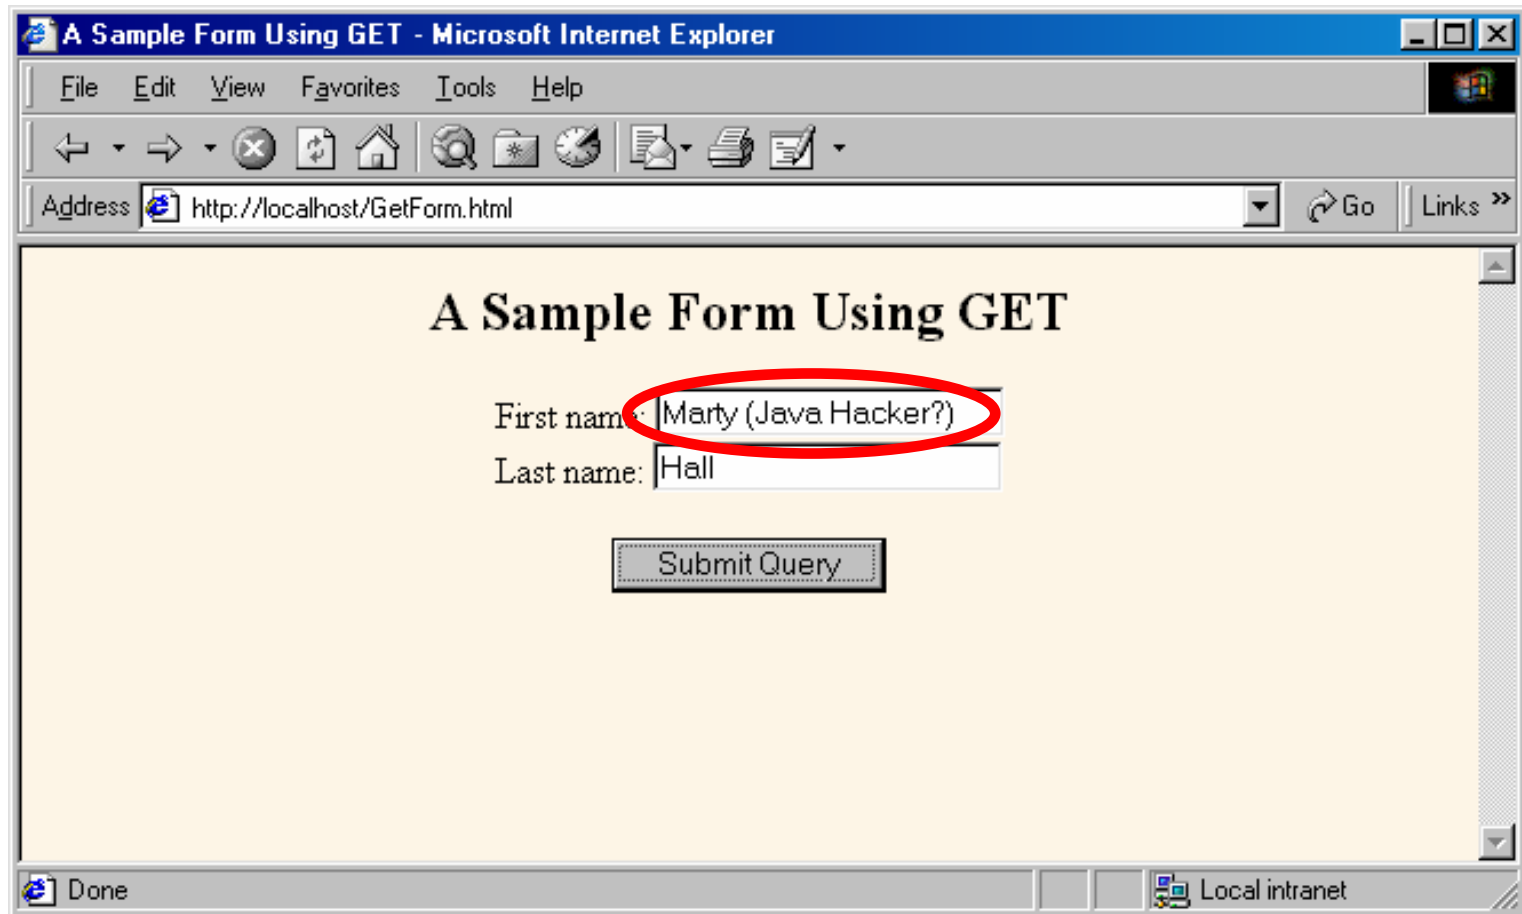 A Sample Form Using GET - Microsoft Internet Explorer
File Edit View Favorites Tools Help
Address http://localhost/GetForm.html Go Links »
A Sample Form Using GET
First name: Marty (Java Hacker?)
Last name: Hall
Submit Query
Done Local intranet